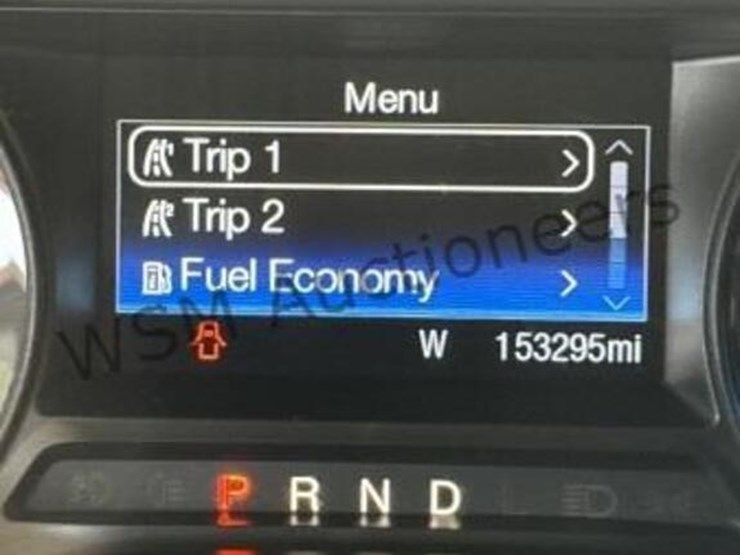 Menu
Trip 1
Trip 2
Fuel Economy
W 153295mi
P R N D
WSM Auctioneers